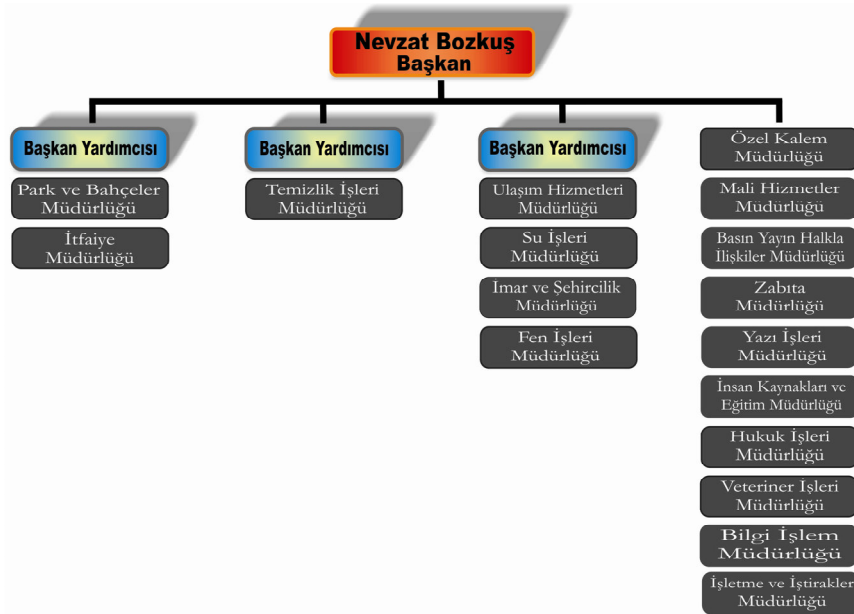 Nevzat Bozkuş
Başkan
Başkan Yardımcısı
Park ve Bahçeler
Müdürlüğü
İtfaiye
Müdürlüğü
Başkan Yardımcısı
Temizlik İşleri
Müdürlüğü
Başkan Yardımcısı
Ulaşım Hizmetleri
Müdürlüğü
Su İşleri
Müdürlüğü
İmar ve Şehircilik
Müdürlüğü
Fen İşleri
Müdürlüğü
Özel Kalem
Müdürlüğü
Mali Hizmetler
Müdürlüğü
Basın Yayın Halkla
İlişkiler Müdürlüğü
Zabıta
Müdürlüğü
Yazı İşleri
Müdürlüğü
İnsan Kaynakları ve
Eğitim Müdürlüğü
Hukuk İşleri
Müdürlüğü
Veteriner İşleri
Müdürlüğü
Bilgi İşlem
Müdürlüğü
İşletme ve İştirakler
Müdürlüğü